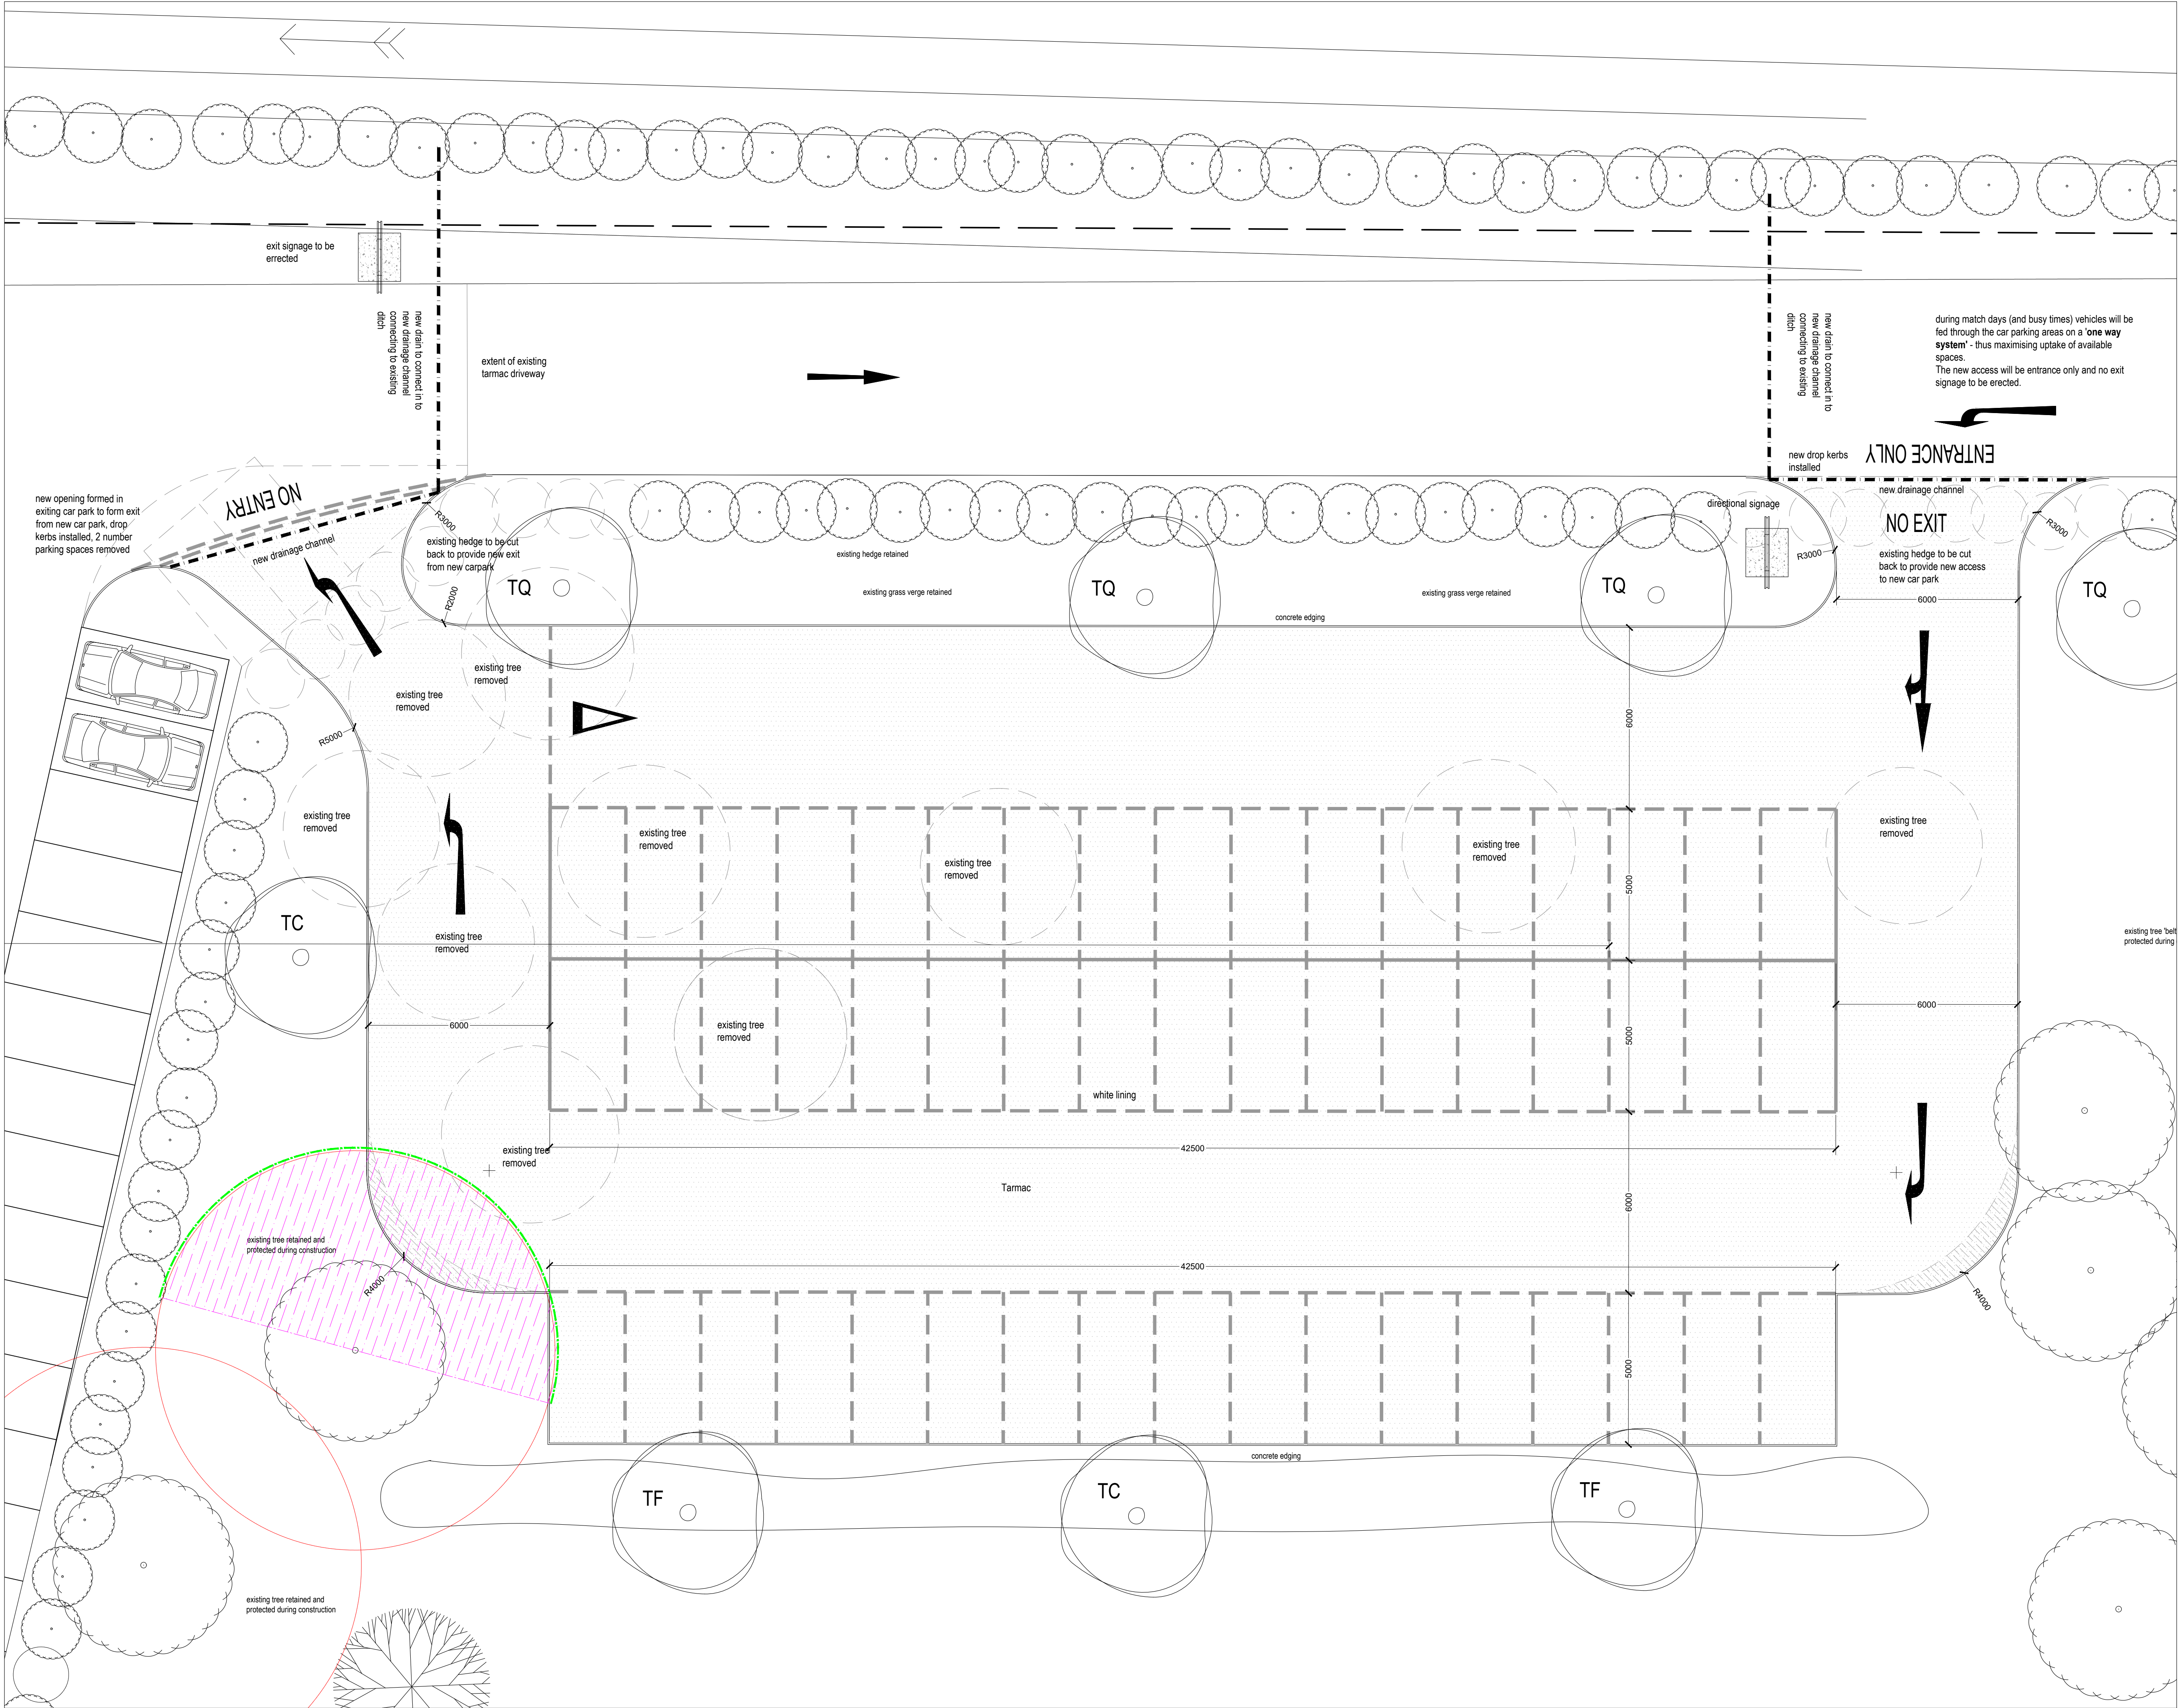 exit signage to be
errected
new drain to connect in to
new drainage channel
connecting to existing
ditch
extent of existing
tarmac driveway
new drain to connect in to
new drainage channel
connecting to existing
ditch
during match days (and busy times) vehicles will be
fed through the car parking areas on a 'one way
system' - thus maximising uptake of available
spaces.
The new access will be entrance only and no exit
signage to be erected.
ENTRANCE ONLY
new drop kerbs
installed
new drainage channel
NO ENTRY
new opening formed in
exiting car park to form exit
from new car park, drop
kerbs installed, 2 number
parking spaces removed
new drainage channel
R3000
existing hedge to be cut
back to provide new exit
from new carpark
R2000
TQ
existing hedge retained
existing grass verge retained
TQ
existing grass verge retained
TQ
directional signage
R3000
NO EXIT
existing hedge to be cut
back to provide new access
to new car park
R3000
6000
TQ
concrete edging
existing tree
removed
existing tree
removed
R5000
6000
existing tree
removed
existing tree
removed
existing tree
removed
existing tree
removed
existing tree
removed
5000
TC
existing tree
removed
existing tree 'belt
protected during
6000
existing tree
removed
5000
6000
white lining
existing tree
removed
42500
Tarmac
6000
existing tree retained and
protected during construction
R4000
42500
R4000
5000
concrete edging
TF
TC
TF
existing tree retained and
protected during construction